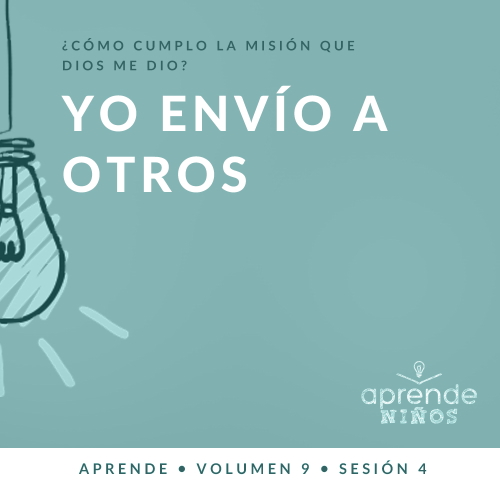 ¿CÓMO CUMPLO LA MISIÓN QUE
DIOS ME DIO?
YO ENVÍO A
OTROS
aprende
NIÑOS
APRENDE • VOLUMEN 9 • SESIÓN 4